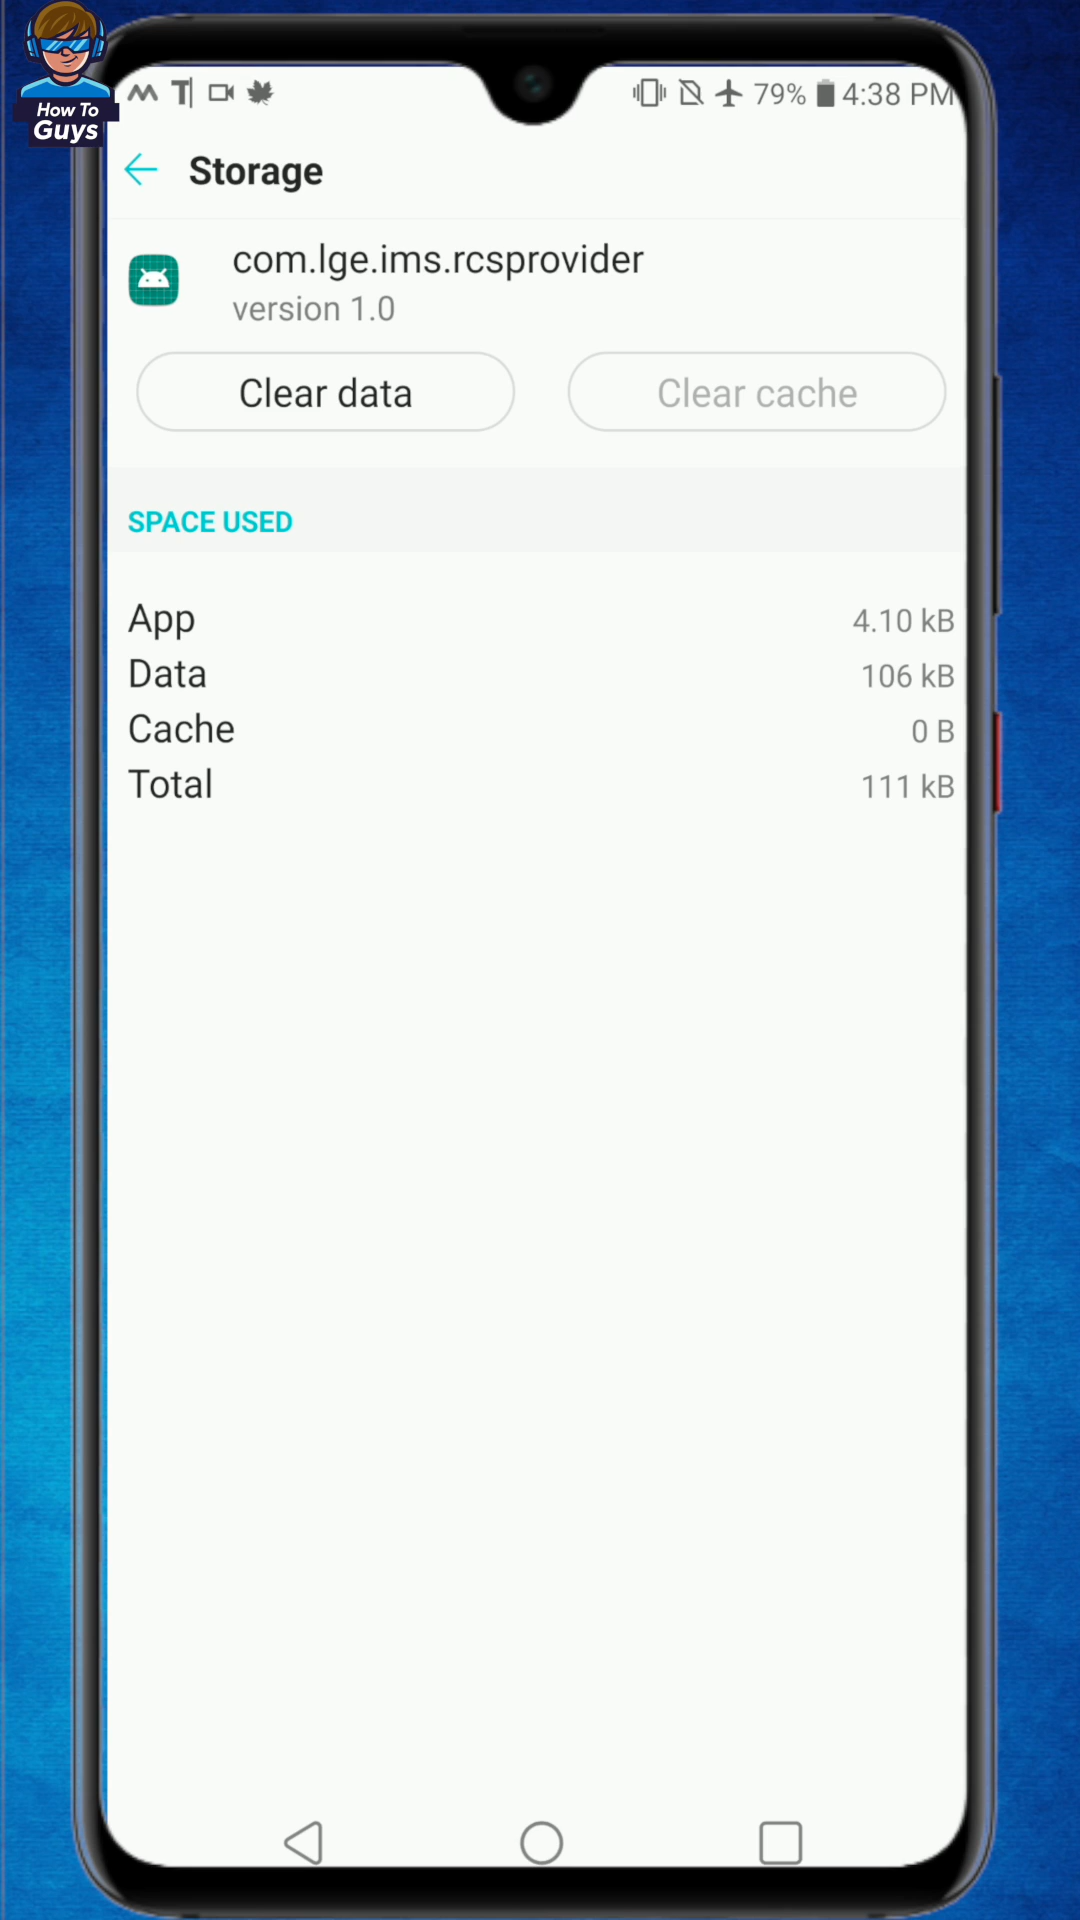 How To
Guys
79% 4:38 PM
Storage
com.lge.ims.rcsprovider
version 1.0
Clear data
Clear cache
SPACE USED
App 4.10 kB
Data 106 kB
Cache 0 B
Total 111 kB